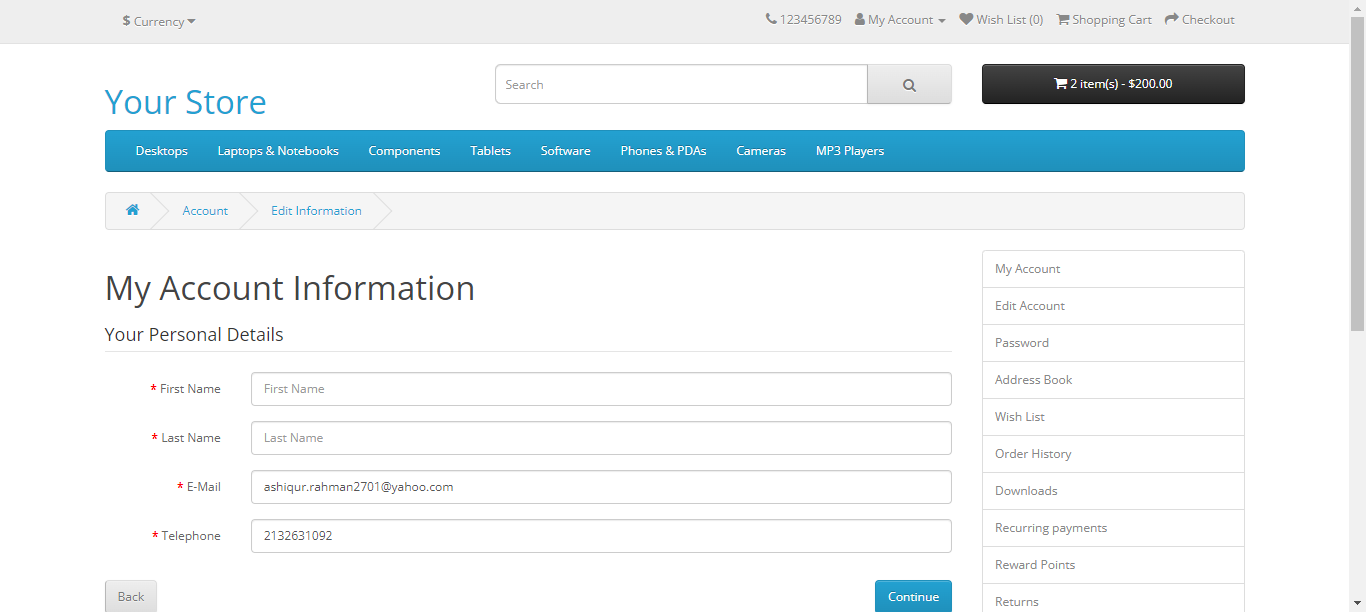 $ Currency
123456789 My Account Wish List (0) Shopping Cart Checkout
Your Store
Search
2 item(s) - $200.00
Desktops Laptops & Notebooks Components Tablets Software Phones & PDAs Cameras MP3 Players
Account Edit Information
My Account Information
Your Personal Details
* First Name First Name
* Last Name Last Name
* E-Mail ashiqur.rahman2701@yahoo.com
* Telephone 2132631092
Back Continue
My Account
Edit Account
Password
Address Book
Wish List
Order History
Downloads
Recurring payments
Reward Points
Returns